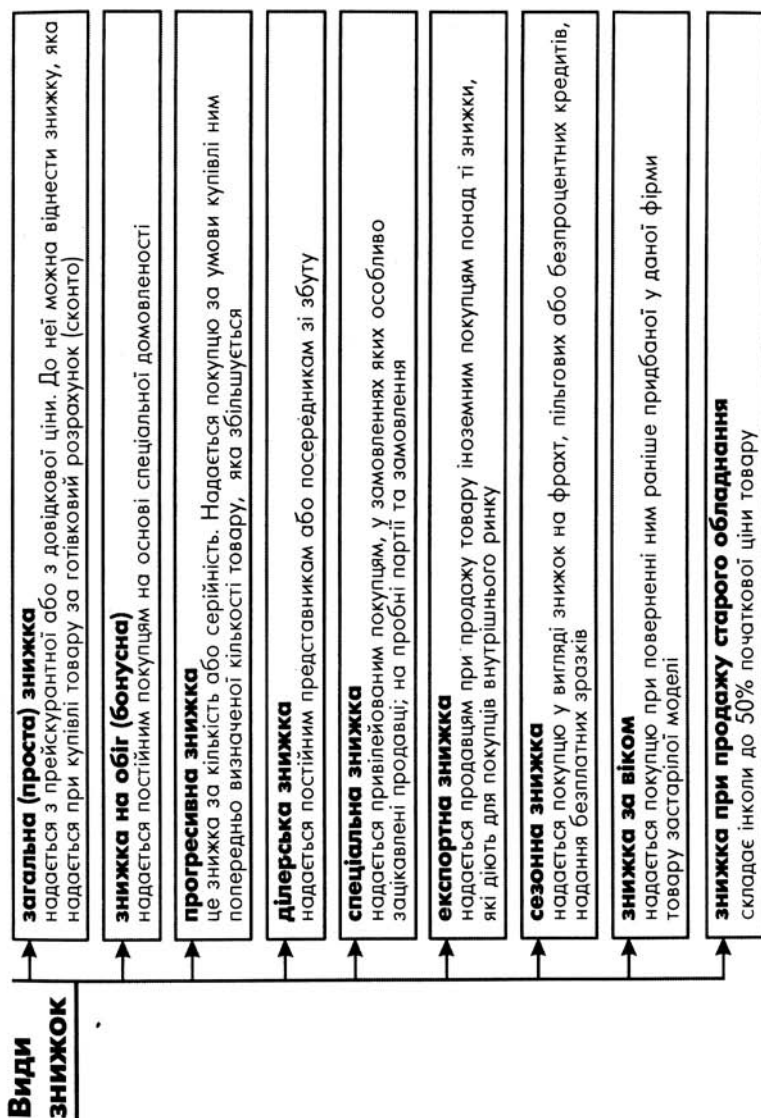 Види
знижок
загальна (проста) знижка
надається з прейскурантної або з довідкової ціни. До неї можна віднести знижку, яка
надається при купівлі товару за готівковий розрахунок (сконто)
знижка на обіг (бонусна)
надається постійним покупцям на основі спеціальної домовленості
прогресивна знижка
це знижка за кількість або серійність. Надається покупцю за умови купівлі ним
попередньо визначеної кількості товару, яка збільшується
ділерська знижка
надається постійним представникам або посередникам зі збуту
спеціальна знижка
надається привілейованим покупцям, у замовленнях яких особливо
зацікавлені продавці; на пробні партії та замовлення
експортна знижка
надається продавцям при продажу товару іноземним покупцям понад ті знижки,
які діють для покупців внутрішнього ринку
сезонна знижка
надається покупцю у вигляді знижок на фрахт, пільгових або безпроцентних кредитів,
надання безплатних зразків
знижка за віком
надається покупцю при поверненні ним раніше придбаної у даної фірми
товару застарілої моделі
знижка при продажу старого обладнання
складає інколи до 50% початкової ціни товару